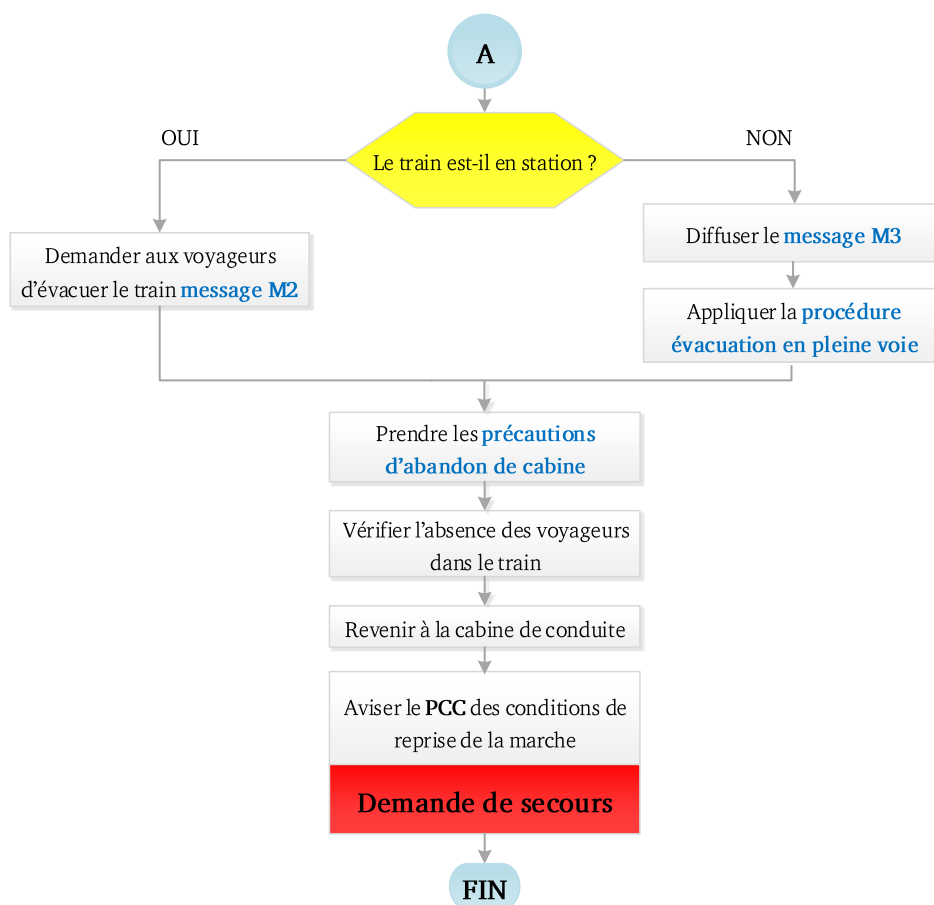 A
OUI
NON
Le train est-il en station ?
Diffuser le message M3
Demander aux voyageurs
d’évacuer le train message M2
Appliquer la procédure
évacuation en pleine voie
Prendre les précautions
d’abandon de cabine
Vérifier l’absence des voyageurs
dans le train
Revenir à la cabine de conduite
Aviser le PCC des conditions de
reprise de la marche
Demande de secours
FIN